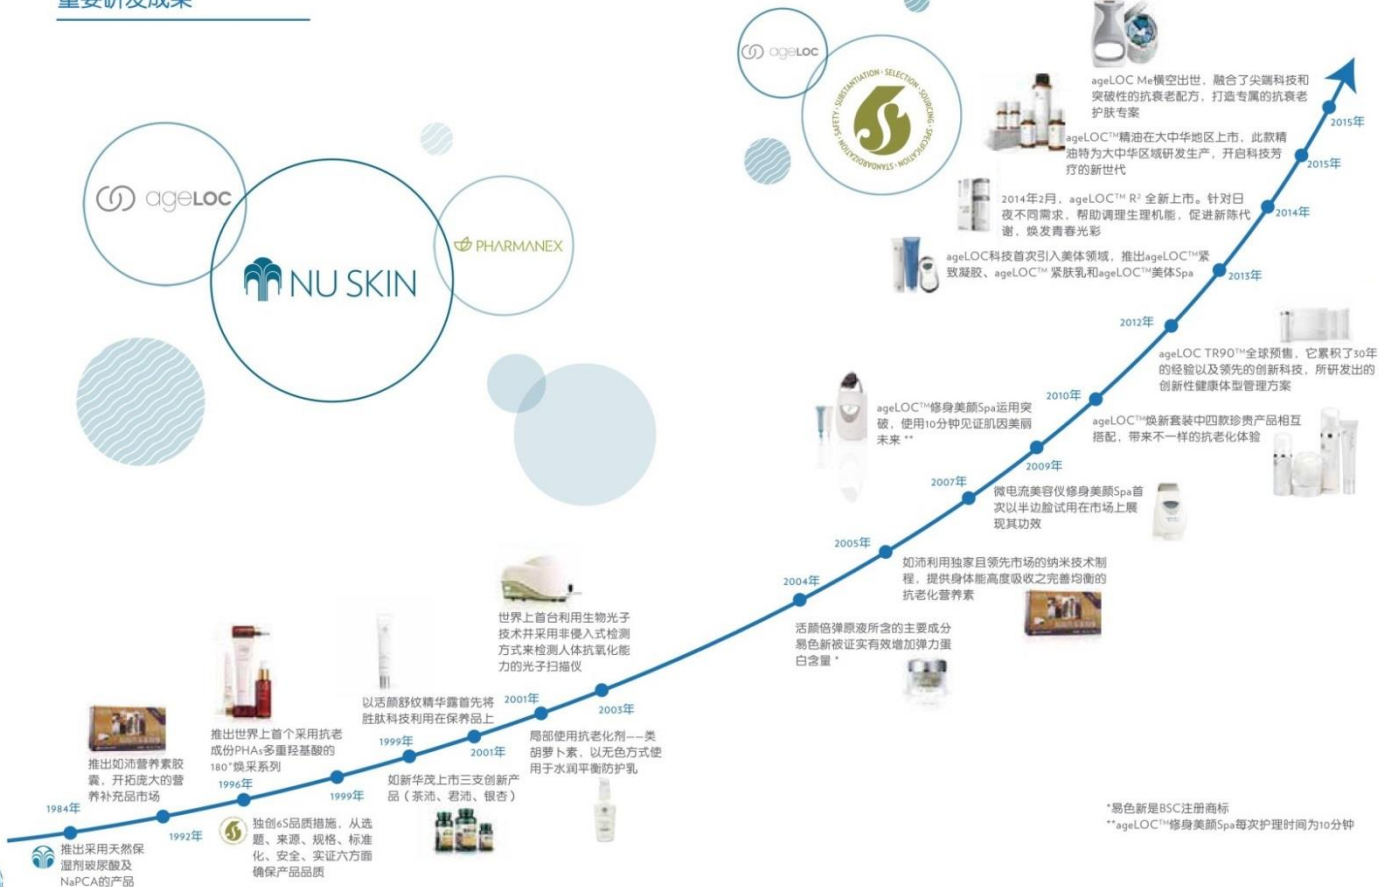 重要研发成果
ageLOC
NU SKIN
PHARMANEX
ageLOC
SUBSTANTIATION · SELECTION · SOURCING · SPECIFICATION · STANDARDIZATION · SAFETY ·
ageLOC Me横空出世，融合了尖端科技和
突破性的抗衰老配方，打造专属的抗衰老
护肤专案
2015年
ageLOC™精油在大中华地区上市，此款精
油特为大中华区域研发生产，开启科技芳
疗的新世代
2015年
2014年2月，ageLOC™ R² 全新上市。针对日
夜不同需求，帮助调理生理机能，促进新陈代
谢，焕发青春光彩
2014年
ageLOC科技首次引入美体领域，推出ageLOC™紧
致凝胶、ageLOC™ 紧肤乳和ageLOC™美体Spa
2013年
2012年
ageLOC TR90™全球预售，它累积了30年
的经验以及领先的创新科技，所研发出的
创新性健康体型管理方案
2010年
ageLOC™修身美颜Spa运用突
破，使用10分钟见证肌因美丽
未来 **
ageLOC™焕新套装中四款珍贵产品相互
搭配，带来不一样的抗老化体验
2009年
2007年
微电流美容仪修身美颜Spa首
次以半边脸试用在市场上展
现其功效
2005年
如沛利用独家且领先市场的纳米技术制
程，提供身体能高度吸收之完善均衡的
抗老化营养素
2004年
活颜倍弹原液所含的主要成分
易色新被证实有效增加弹力蛋
白含量 *
世界上首台利用生物光子
技术并采用非侵入式检测
方式来检测人体抗氧化能
力的光子扫描仪
2003年
以活颜舒纹精华露首先将
胜肽科技利用在保养品上
2001年
局部使用抗老化剂——类
胡萝卜素，以无色方式使
用于水润平衡防护乳
2001年
推出世界上首个采用抗老
成份PHAs多重羟基酸的
180°焕采系列
1999年
如新华茂上市三支创新产
品（茶沛、君沛、银杏）
1999年
推出如沛营养素胶
囊，开拓庞大的营
养补充品市场
1996年
独创6S品质措施，从选
题、来源、规格、标准
化、安全、实证六方面
确保产品品质
1984年
1992年
推出采用天然保
湿剂玻尿酸及
NaPCA的产品
*易色新是BSC注册商标
**ageLOC™修身美颜Spa每次护理时间为10分钟